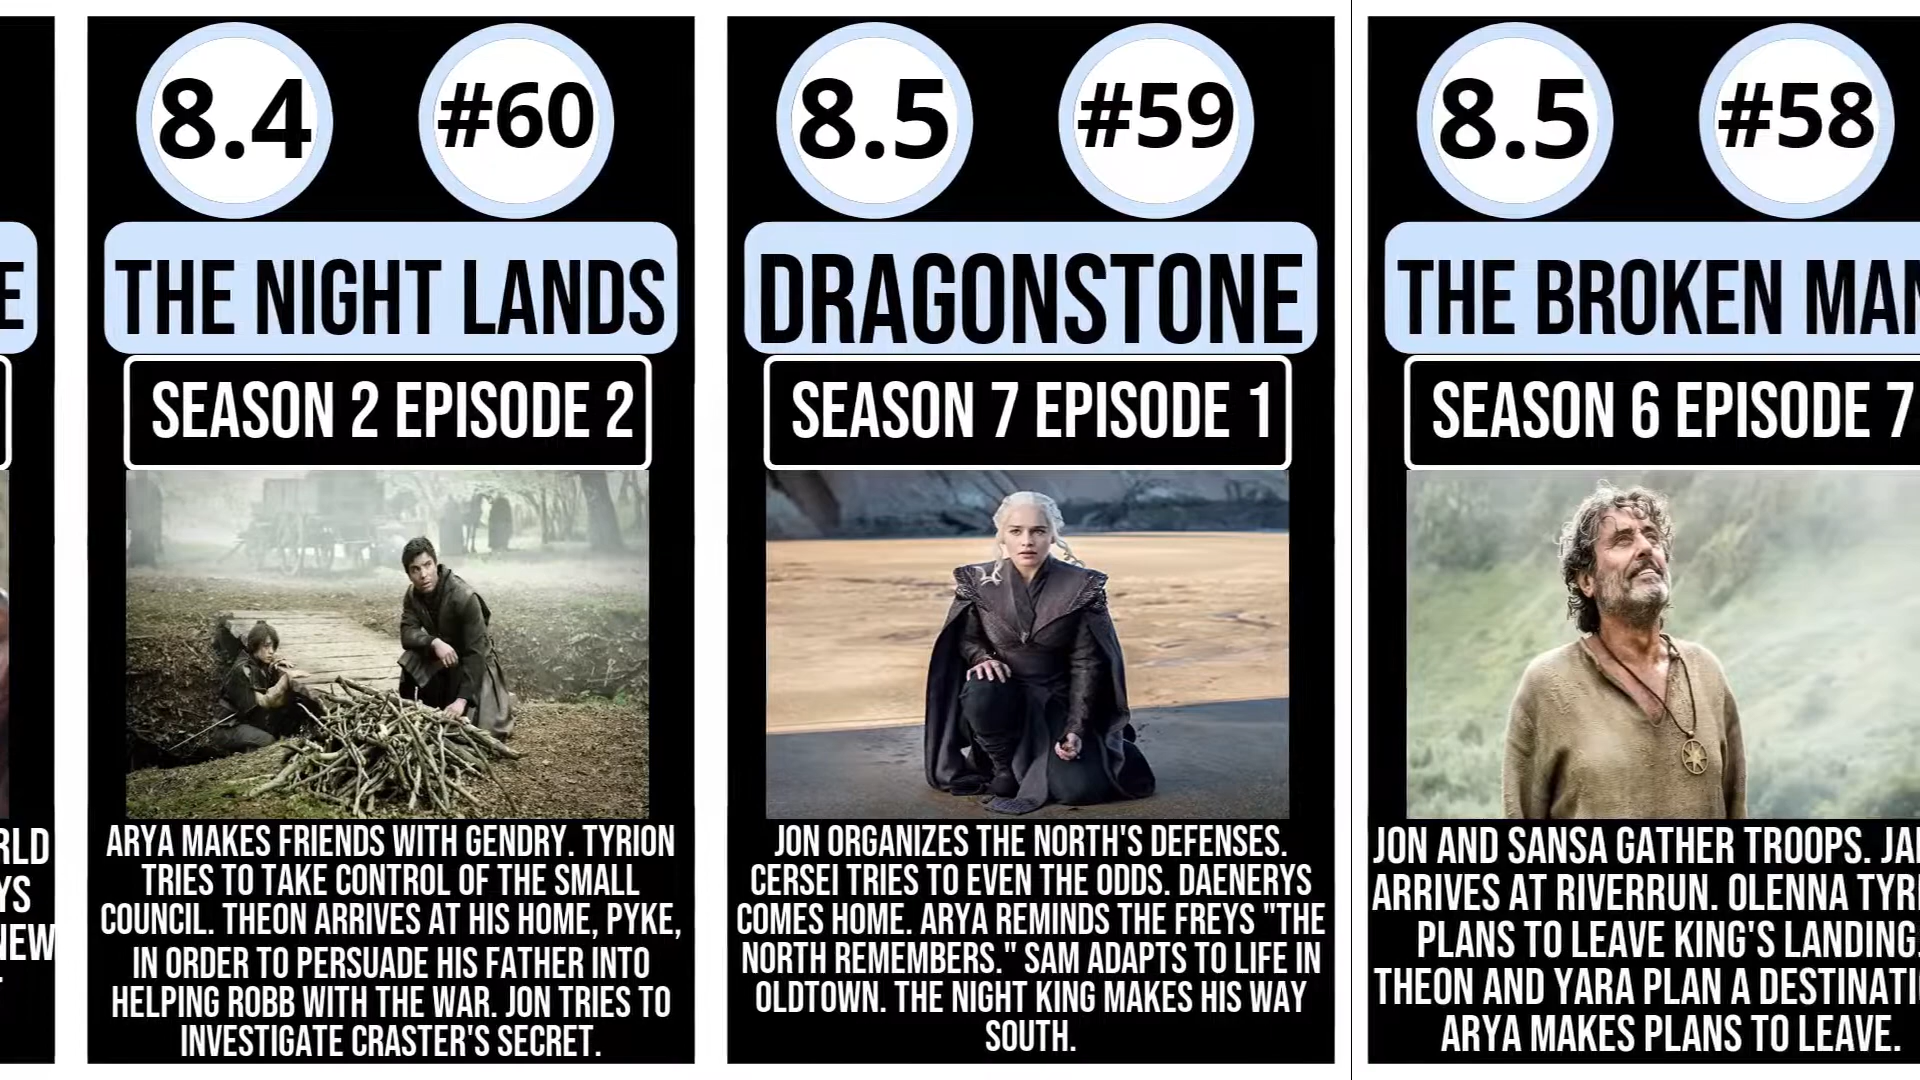 E
RLD
YS
NEW
8.4
#60
THE NIGHT LANDS
SEASON 2 EPISODE 2
ARYA MAKES FRIENDS WITH GENDRY. TYRION
TRIES TO TAKE CONTROL OF THE SMALL
COUNCIL. THEON ARRIVES AT HIS HOME, PYKE,
IN ORDER TO PERSUADE HIS FATHER INTO
HELPING ROBB WITH THE WAR. JON TRIES TO
INVESTIGATE CRASTER'S SECRET.
8.5
#59
DRAGONSTONE
SEASON 7 EPISODE 1
JON ORGANIZES THE NORTH'S DEFENSES.
CERSEI TRIES TO EVEN THE ODDS. DAENERYS
COMES HOME. ARYA REMINDS THE FREYS "THE
NORTH REMEMBERS." SAM ADAPTS TO LIFE IN
OLDTOWN. THE NIGHT KING MAKES HIS WAY
SOUTH.
8.5
#58
THE BROKEN MAN
SEASON 6 EPISODE 7
JON AND SANSA GATHER TROOPS. JAI
ARRIVES AT RIVERRUN. OLENNA TYRE
PLANS TO LEAVE KING'S LANDING.
THEON AND YARA PLAN A DESTINATI
ARYA MAKES PLANS TO LEAVE.